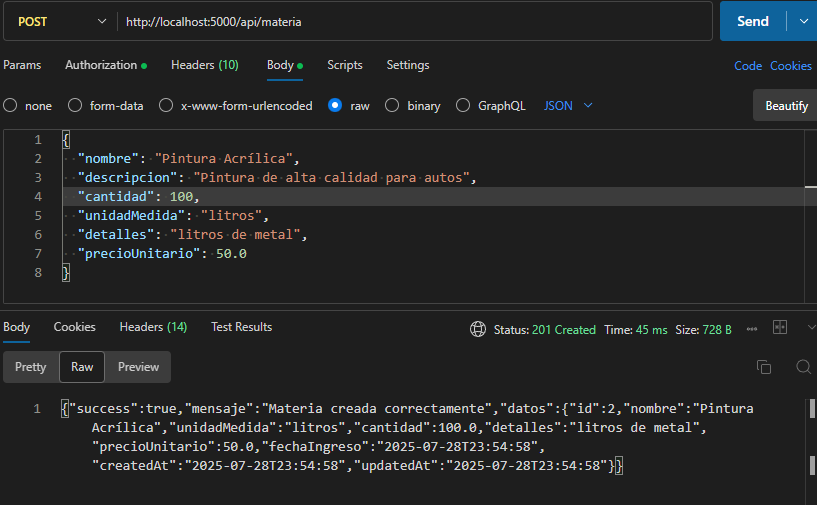 POST http://localhost:5000/api/materia Send
Params Authorization Headers (10) Body Scripts Settings Code Cookies
none form-data x-www-form-urlencoded raw binary GraphQL JSON Beautify
1 {
2 "nombre": "Pintura Acrílica",
3 "descripcion": "Pintura de alta calidad para autos",
4 "cantidad": 100,
5 "unidadMedida": "litros",
6 "detalles": "litros de metal",
7 "precioUnitario": 50.0
8 }
Body Cookies Headers (14) Test Results Status: 201 Created Time: 45 ms Size: 728 B
Pretty Raw Preview
1 {"success":true,"mensaje":"Materia creada correctamente","datos":{"id":2,"nombre":"Pintura
Acrílica","unidadMedida":"litros","cantidad":100.0,"detalles":"litros de metal",
"precioUnitario":50.0,"fechaIngreso":"2025-07-28T23:54:58",
"createdAt":"2025-07-28T23:54:58","updatedAt":"2025-07-28T23:54:58"}}